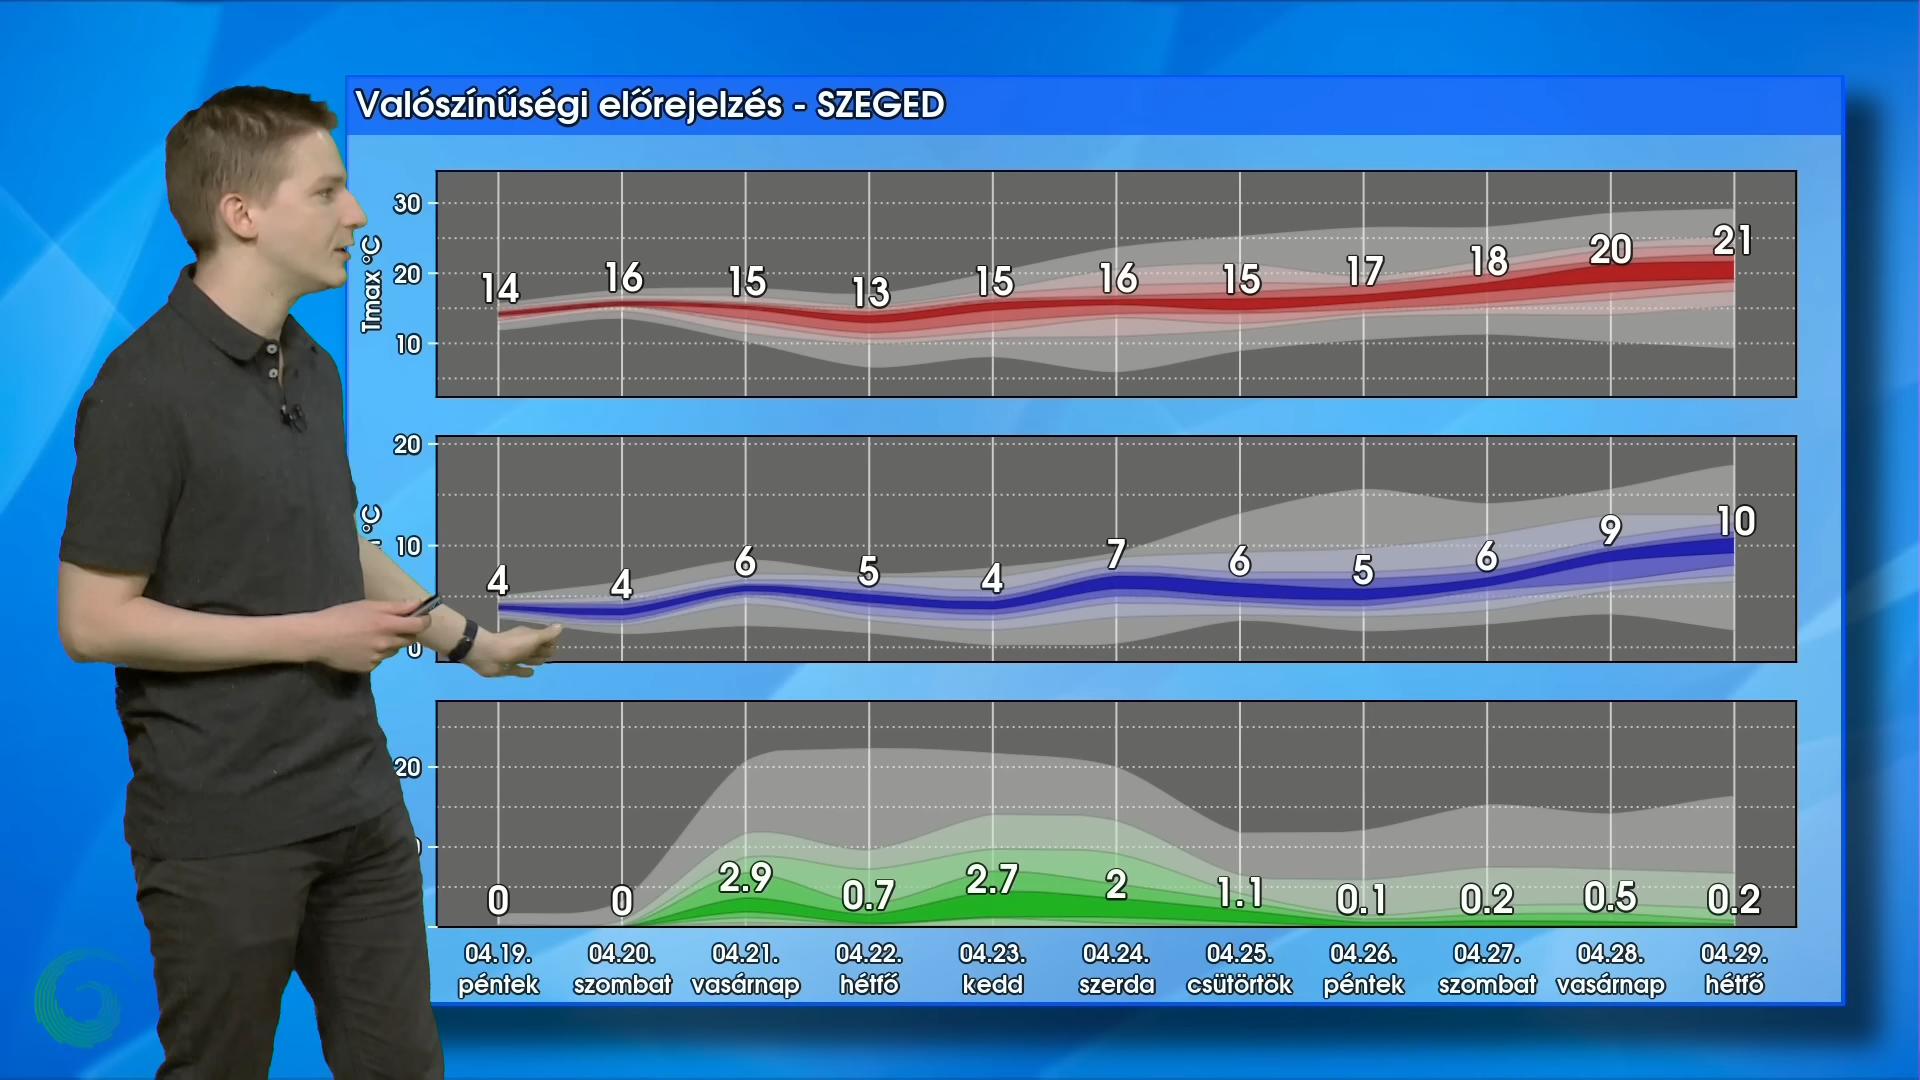 Valószínűségi előrejelzés - SZEGED
Tmax °C
30
20
10
14 16 15 13 15 16 15 17 18 20 21
°C
20
10
0
4 4 6 5 4 7 6 5 6 9 10
20
0 0 2.9 0.7 2.7 2 1.1 0.1 0.2 0.5 0.2
04.19. 04.20. 04.21. 04.22. 04.23. 04.24. 04.25. 04.26. 04.27. 04.28. 04.29.
péntek szombat vasárnap hétfő kedd szerda csütörtök péntek szombat vasárnap hétfő